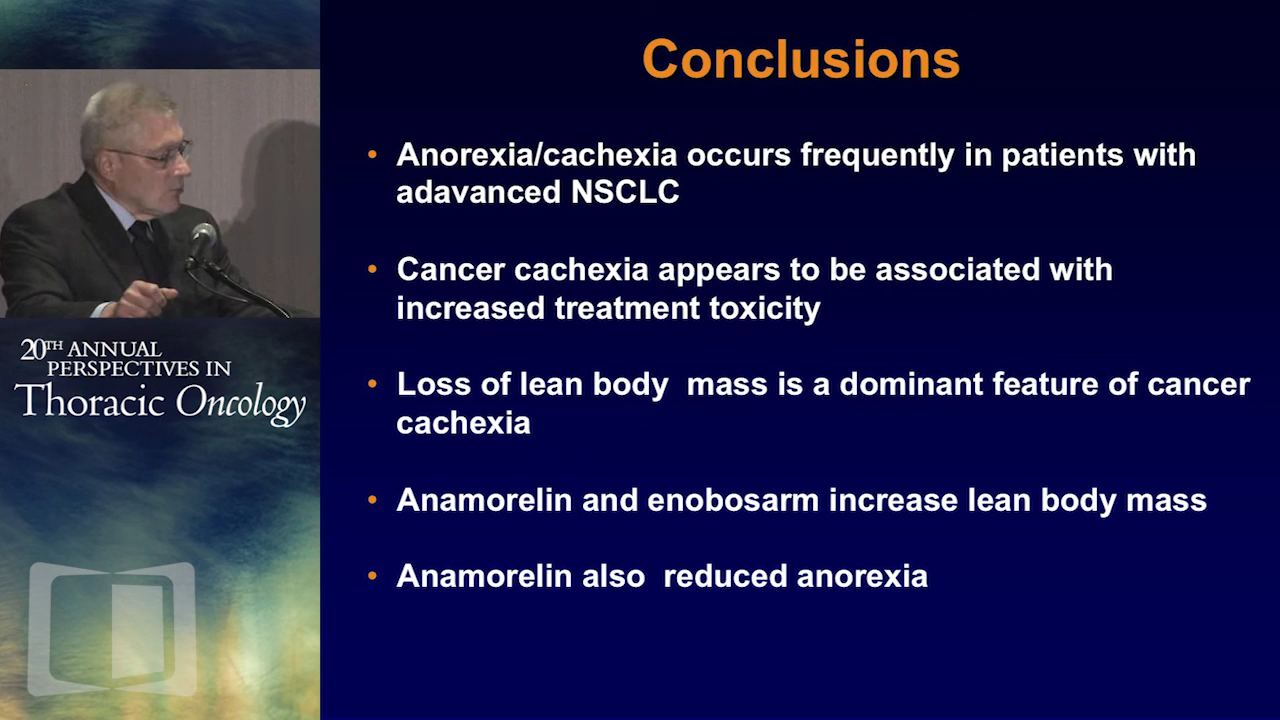 20TH ANNUAL
PERSPECTIVES IN
Thoracic Oncology
Conclusions
• Anorexia/cachexia occurs frequently in patients with
adavanced NSCLC
• Cancer cachexia appears to be associated with
increased treatment toxicity
• Loss of lean body  mass is a dominant feature of cancer
cachexia
• Anamorelin and enobosarm increase lean body mass
• Anamorelin also  reduced anorexia